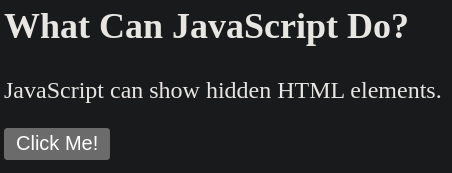 What Can JavaScript Do?
JavaScript can show hidden HTML elements.
Click Me!